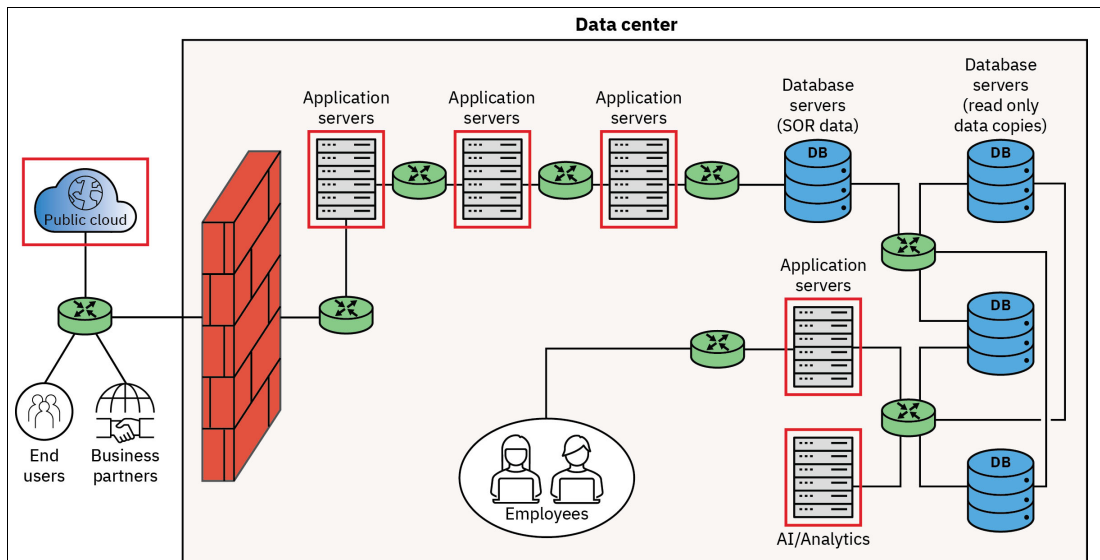 Data center
Application
servers
Application
servers
Application
servers
Database
servers
(SOR data)
Database
servers
(read only
data copies)
DB
DB
Public cloud
Application
servers
DB
End
users
Business
partners
Employees
AI/Analytics
DB